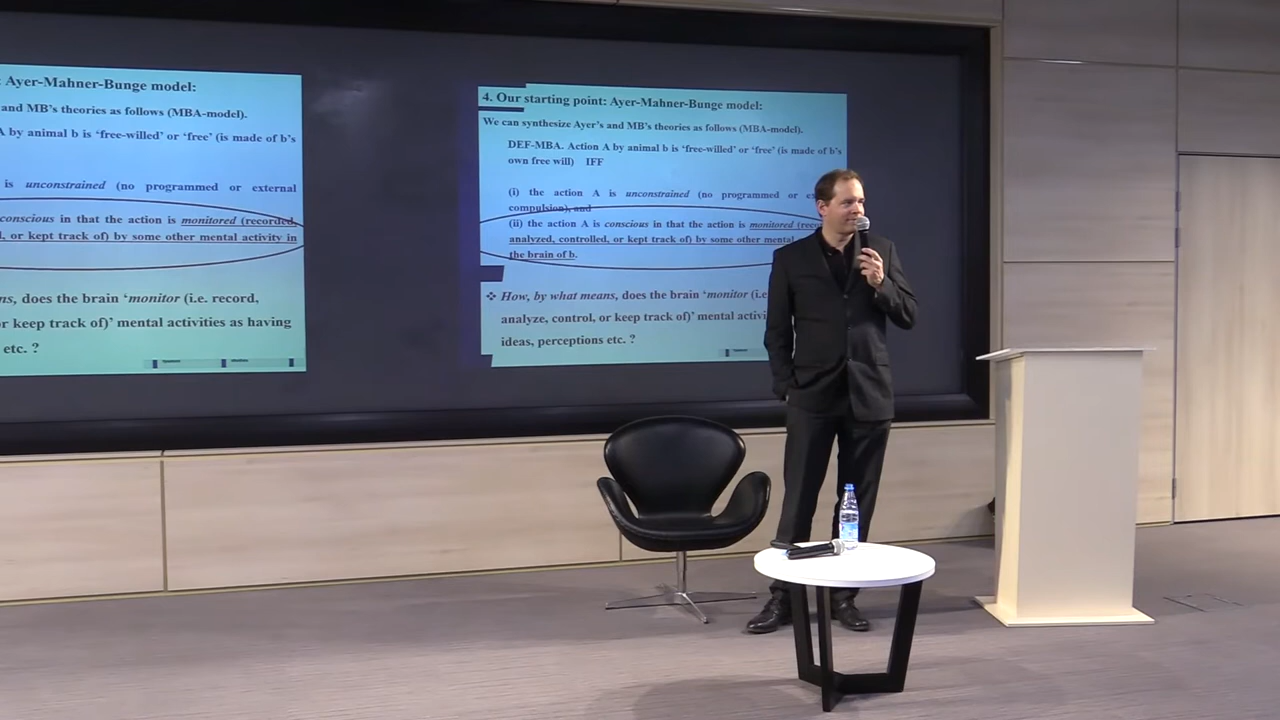 : Ayer-Mahner-Bunge model:
and MB's theories as follows (MBA-model).
A by animal b is 'free-willed' or 'free' (is made of b's
is unconstrained (no programmed or external
conscious in that the action is monitored (recorded,
, or kept track of) by some other mental activity in
ns, does the brain 'monitor (i.e. record,
or keep track of)' mental activities as having
etc. ?
4. Our starting point: Ayer-Mahner-Bunge model:
We can synthesize Ayer's and MB's theories as follows (MBA-model).
DEF-MBA. Action A by animal b is 'free-willed' or 'free' (is made of b's
own free will) IFF
(i) the action A is unconstrained (no programmed or
compulsion), and
(ii) the action A is conscious in that the action is monitored (reco
analyzed, controlled, or kept track of) by some other mental
the brain of b.
❖ How, by what means, does the brain 'monitor (i.e
analyze, control, or keep track of)' mental activi
ideas, perceptions etc. ?